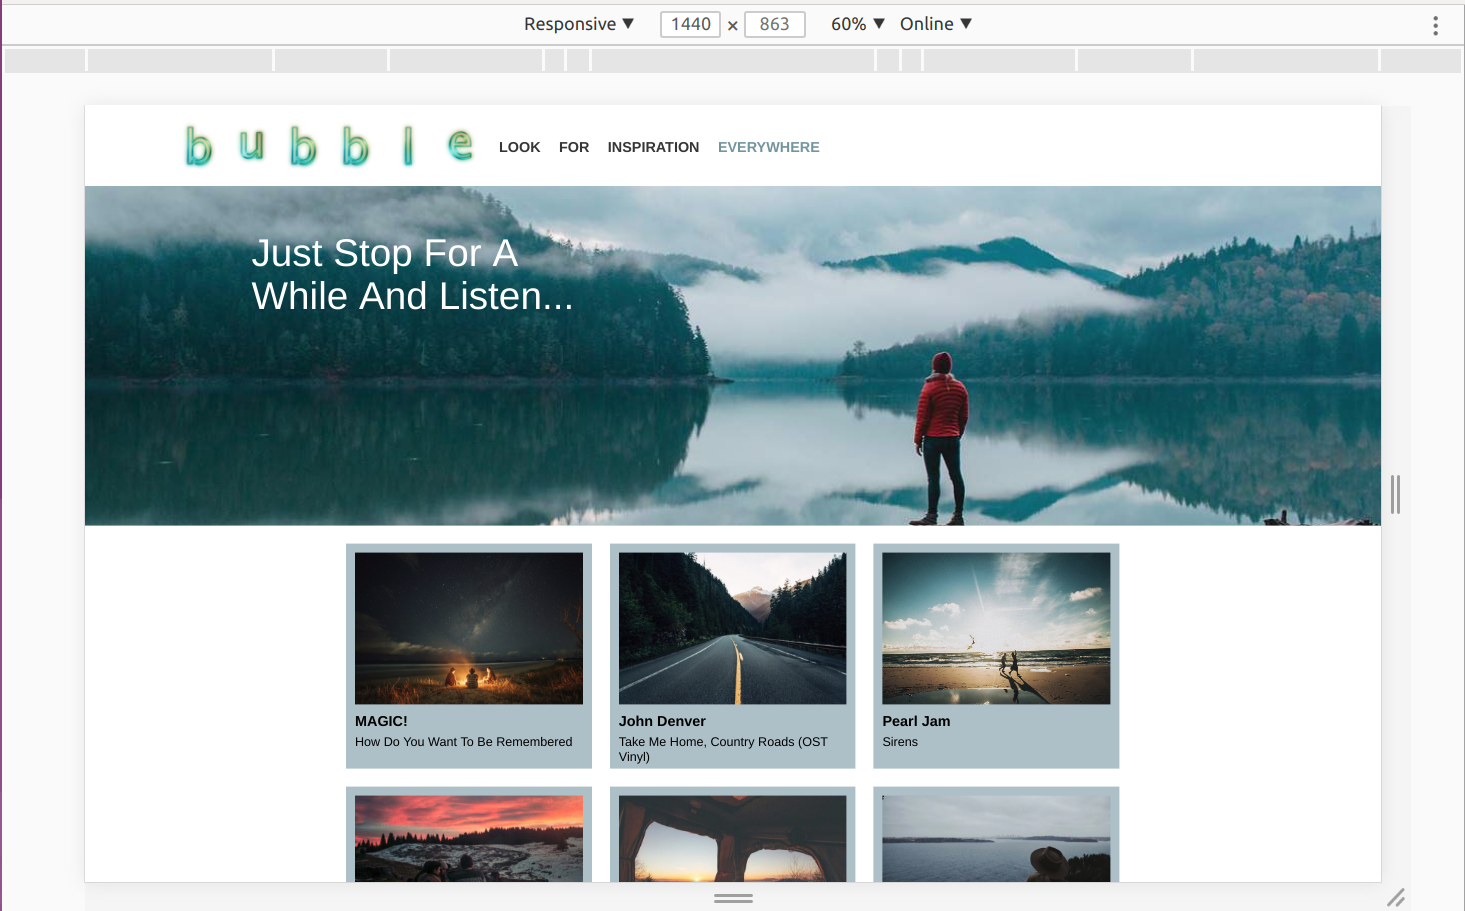 Responsive ▼ 1440 × 863 60% ▼ Online ▼
bubble LOOK FOR INSPIRATION EVERYWHERE
Just Stop For A
While And Listen...
MAGIC!
How Do You Want To Be Remembered
John Denver
Take Me Home, Country Roads (OST
Vinyl)
Pearl Jam
Sirens